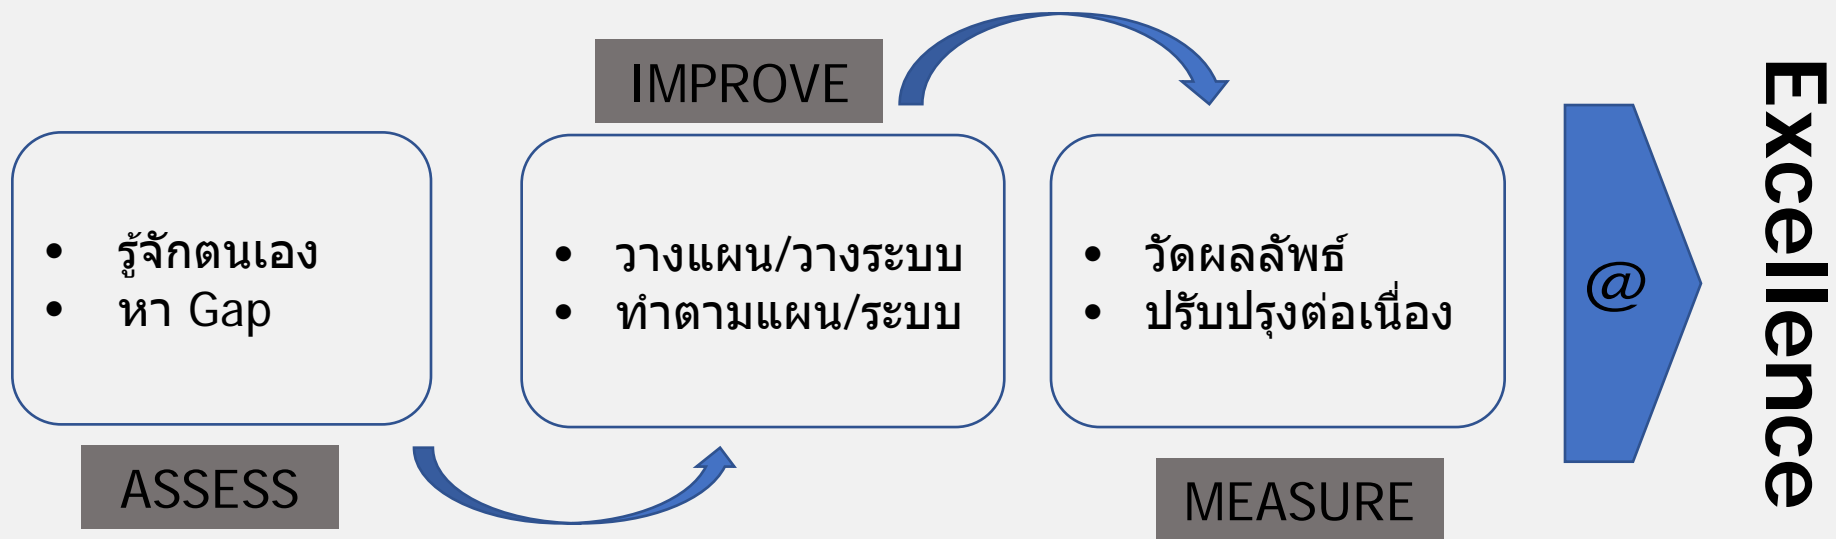 ASSESS
• รู้จักตนเอง
• หา Gap
IMPROVE
• วางแผน/วางระบบ
• ทำตามแผน/ระบบ
MEASURE
• วัดผลลัพธ์
• ปรับปรุงต่อเนื่อง
@
Excellence